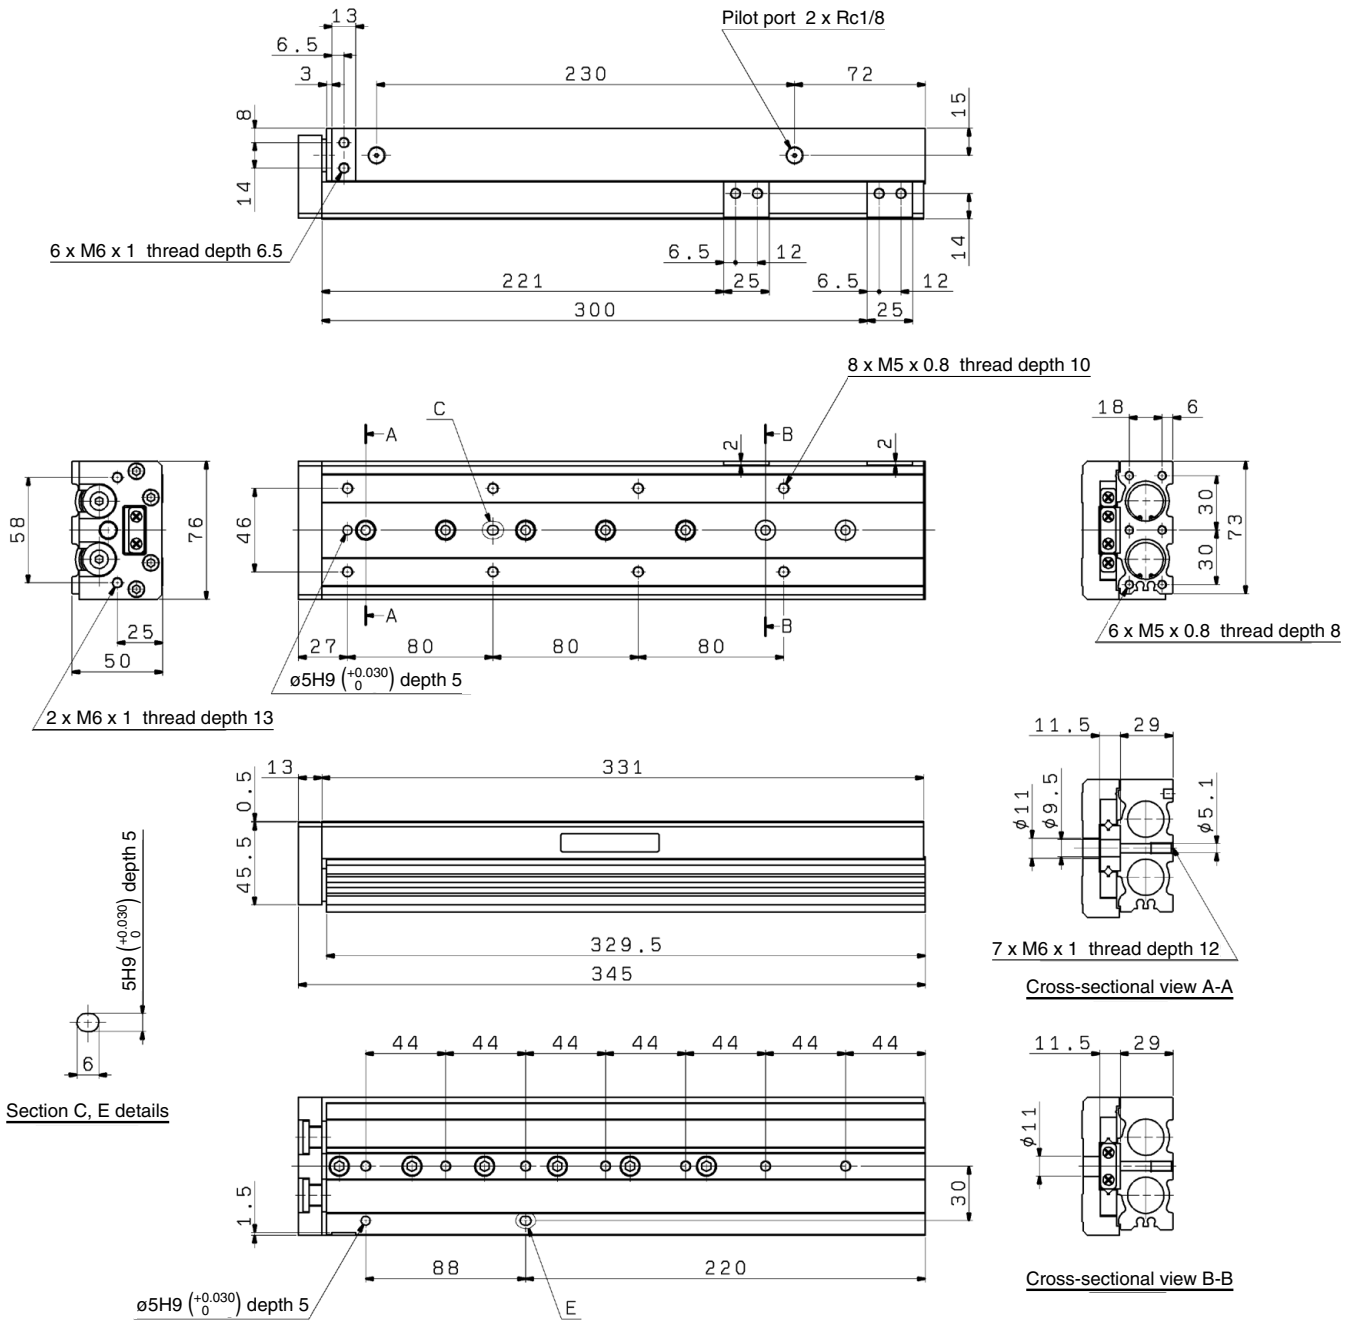 13
Pilot port 2 x Rc1/8
6.5
3
230
72
8
15
14
6 x M6 x 1 thread depth 6.5
6.5
12
14
221
25
6.5
12
300
25
8 x M5 x 0.8 thread depth 10
C
A
B
2
2
18
6
58
76
46
30
30
73
A
B
25
50
27
80
80
80
6 x M5 x 0.8 thread depth 8
ø5H9 (+0.030 0) depth 5
2 x M6 x 1 thread depth 13
11.5
29
13
331
0.5
45.5
φ11
φ9.5
φ5.1
5H9 (+0.030 0) depth 5
329.5
345
7 x M6 x 1 thread depth 12
Cross-sectional view A-A
6
Section C, E details
44
44
44
44
44
44
44
11.5
29
φ11
1.5
30
88
220
ø5H9 (+0.030 0) depth 5
E
Cross-sectional view B-B